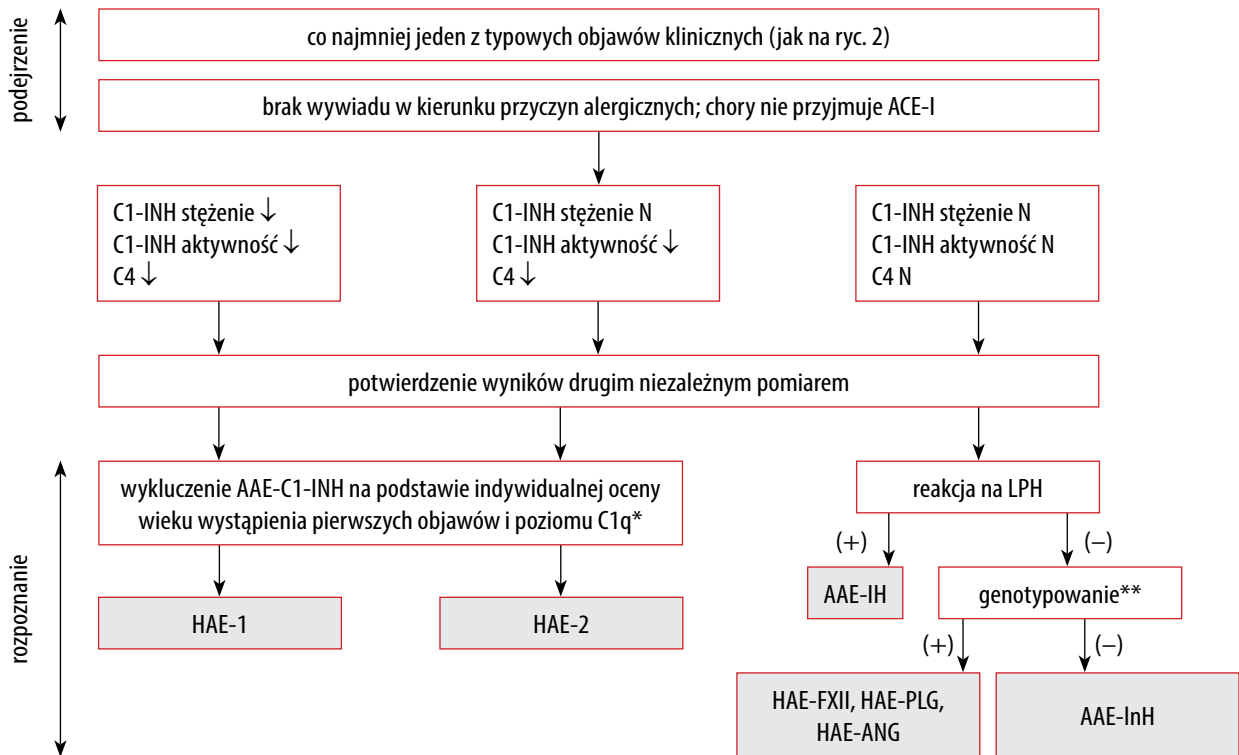 podejrzenie
co najmniej jeden z typowych objawów klinicznych (jak na ryc. 2)
brak wywiadu w kierunku przyczyn alergicznych; chory nie przyjmuje ACE-I
C1-INH stężenie ↓
C1-INH aktywność ↓
C4 ↓
C1-INH stężenie N
C1-INH aktywność ↓
C4 ↓
C1-INH stężenie N
C1-INH aktywność N
C4 N
potwierdzenie wyników drugim niezależnym pomiarem
rozpoznanie
wykluczenie AAE-C1-INH na podstawie indywidualnej oceny
wieku wystąpienia pierwszych objawów i poziomu C1q*
reakcja na LPH
(+)
(−)
HAE-1
HAE-2
AAE-IH
genotypowanie**
(+)
(−)
HAE-FXII, HAE-PLG,
HAE-ANG
AAE-InH